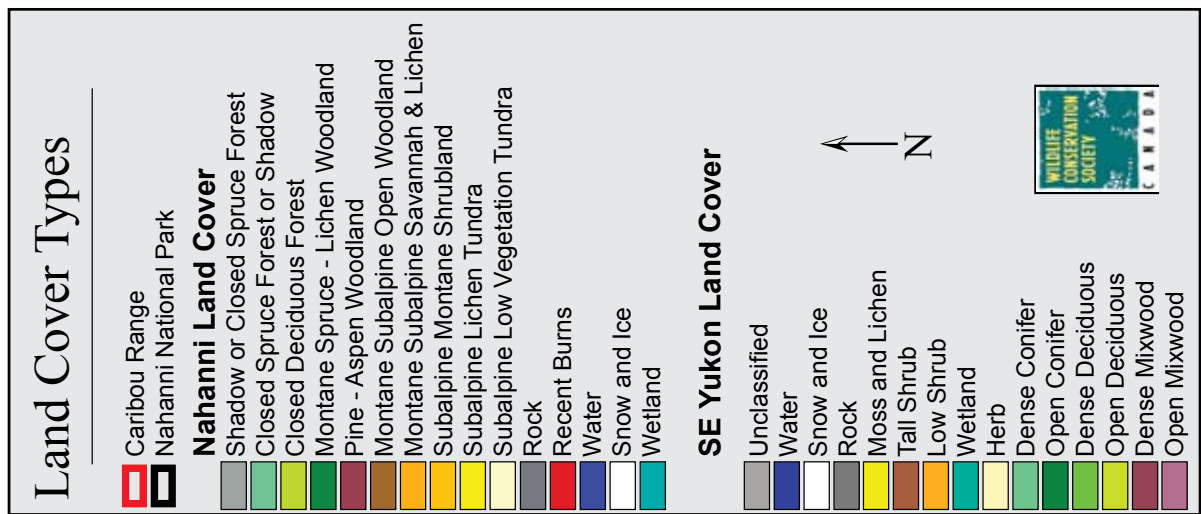 Land Cover Types
Caribou Range
Nahanni National Park
Nahanni Land Cover
Shadow or Closed Spruce Forest
Closed Spruce Forest or Shadow
Closed Deciduous Forest
Montane Spruce - Lichen Woodland
Pine - Aspen Woodland
Montane Subalpine Open Woodland
Montane Subalpine Savannah & Lichen
Subalpine Montane Shrubland
Subalpine Lichen Tundra
Subalpine Low Vegetation Tundra
Rock
Recent Burns
Water
Snow and Ice
Wetland
SE Yukon Land Cover
Unclassified
Water
Snow and Ice
Rock
Moss and Lichen
Tall Shrub
Low Shrub
Wetland
Herb
Dense Conifer
Open Conifer
Dense Deciduous
Open Deciduous
Dense Mixwood
Open Mixwood
N
WILDLIFE
CONSERVATION
SOCIETY
CANADA